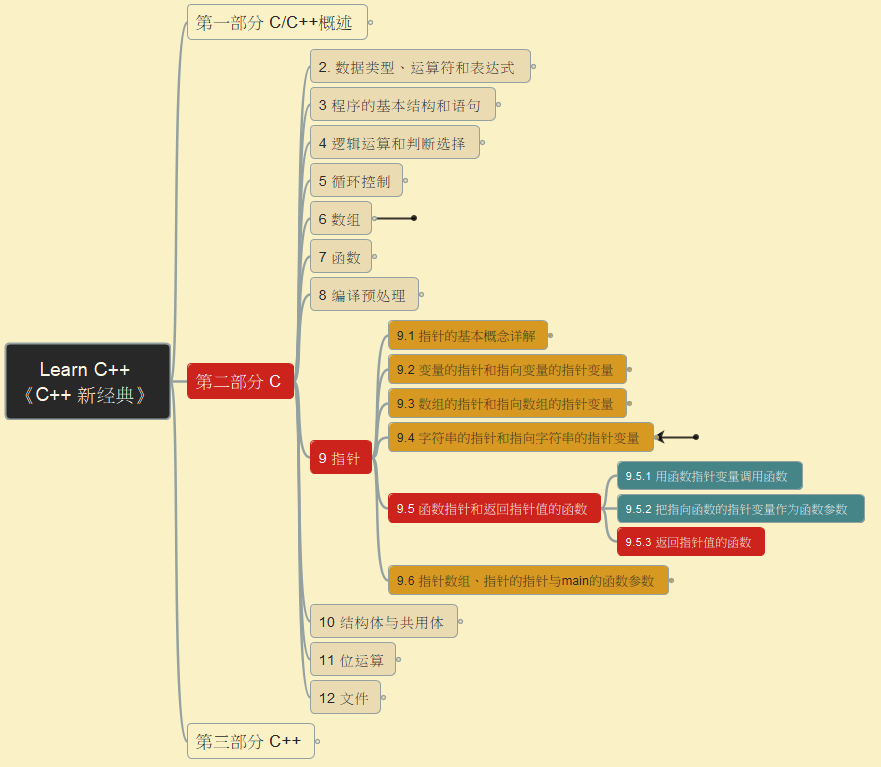 第一部分 C/C++概述
2. 数据类型、运算符和表达式
3 程序的基本结构和语句
4 逻辑运算和判断选择
5 循环控制
6 数组
7 函数
8 编译预处理
Learn C++
《C++ 新经典》
第二部分 C
9 指针
9.1 指针的基本概念详解
9.2 变量的指针和指向变量的指针变量
9.3 数组的指针和指向数组的指针变量
9.4 字符串的指针和指向字符串的指针变量
9.5 函数指针和返回指针值的函数
9.5.1 用函数指针变量调用函数
9.5.2 把指向函数的指针变量作为函数参数
9.5.3 返回指针值的函数
9.6 指针数组、指针的指针与main的函数参数
10 结构体与共用体
11 位运算
12 文件
第三部分 C++